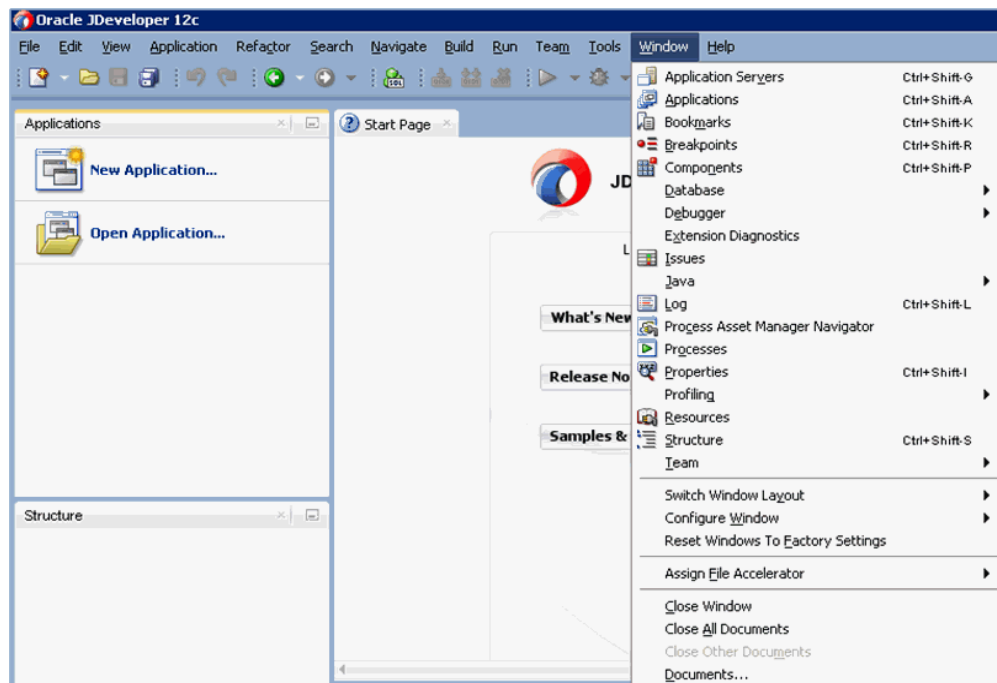 Oracle JDeveloper 12c
File Edit View Application Refactor Search Navigate Build Run Team Tools Window Help
Applications
New Application...
Open Application...
Structure
Start Page
JD
L
What's New
Release No
Samples &
Application Servers Ctrl+Shift-G
Applications Ctrl+Shift-A
Bookmarks Ctrl+Shift-K
Breakpoints Ctrl+Shift-R
Components Ctrl+Shift-P
Database
Debugger
Extension Diagnostics
Issues
Java
Log Ctrl+Shift-L
Process Asset Manager Navigator
Processes
Properties Ctrl+Shift-I
Profiling
Resources
Structure Ctrl+Shift-S
Team
Switch Window Layout
Configure Window
Reset Windows To Factory Settings
Assign File Accelerator
Close Window
Close All Documents
Close Other Documents
Documents...